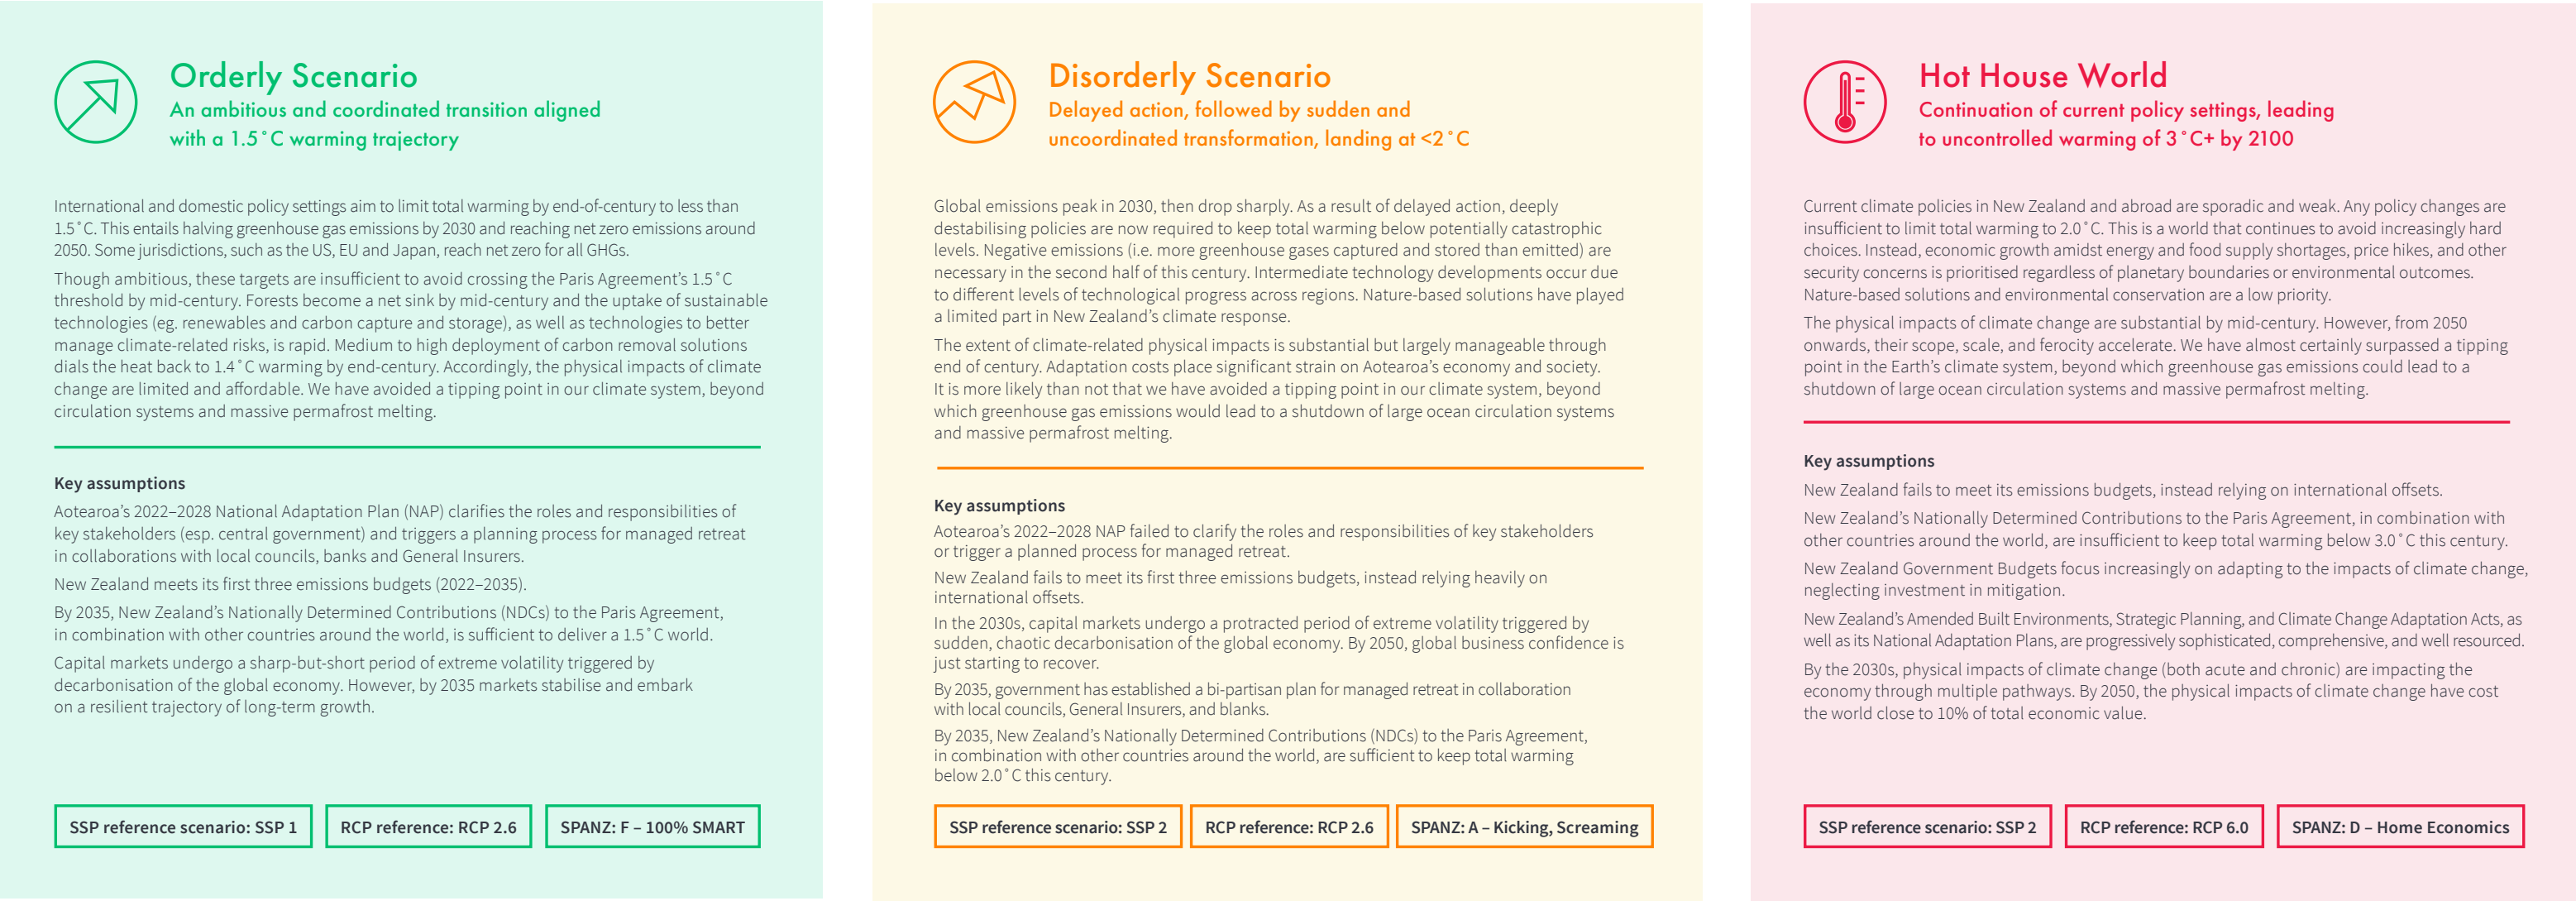 Orderly Scenario
An ambitious and coordinated transition aligned
with a 1.5˚C warming trajectory
International and domestic policy settings aim to limit total warming by end-of-century to less than
1.5˚C. This entails halving greenhouse gas emissions by 2030 and reaching net zero emissions around
2050. Some jurisdictions, such as the US, EU and Japan, reach net zero for all GHGs.
Though ambitious, these targets are insufficient to avoid crossing the Paris Agreement’s 1.5˚C
threshold by mid-century. Forests become a net sink by mid-century and the uptake of sustainable
technologies (eg. renewables and carbon capture and storage), as well as technologies to better
manage climate-related risks, is rapid. Medium to high deployment of carbon removal solutions
dials the heat back to 1.4˚C warming by end-century. Accordingly, the physical impacts of climate
change are limited and affordable. We have avoided a tipping point in our climate system, beyond
circulation systems and massive permafrost melting.
Key assumptions
Aotearoa’s 2022–2028 National Adaptation Plan (NAP) clarifies the roles and responsibilities of
key stakeholders (esp. central government) and triggers a planning process for managed retreat
in collaborations with local councils, banks and General Insurers.
New Zealand meets its first three emissions budgets (2022–2035).
By 2035, New Zealand’s Nationally Determined Contributions (NDCs) to the Paris Agreement,
in combination with other countries around the world, is sufficient to deliver a 1.5˚C world.
Capital markets undergo a sharp-but-short period of extreme volatility triggered by
decarbonisation of the global economy. However, by 2035 markets stabilise and embark
on a resilient trajectory of long-term growth.
SSP reference scenario: SSP 1
RCP reference: RCP 2.6
SPANZ: F – 100% SMART
Disorderly Scenario
Delayed action, followed by sudden and
uncoordinated transformation, landing at <2˚C
Global emissions peak in 2030, then drop sharply. As a result of delayed action, deeply
destabilising policies are now required to keep total warming below potentially catastrophic
levels. Negative emissions (i.e. more greenhouse gases captured and stored than emitted) are
necessary in the second half of this century. Intermediate technology developments occur due
to different levels of technological progress across regions. Nature-based solutions have played
a limited part in New Zealand’s climate response.
The extent of climate-related physical impacts is substantial but largely manageable through
end of century. Adaptation costs place significant strain on Aotearoa’s economy and society.
It is more likely than not that we have avoided a tipping point in our climate system, beyond
which greenhouse gas emissions would lead to a shutdown of large ocean circulation systems
and massive permafrost melting.
Key assumptions
Aotearoa’s 2022–2028 NAP failed to clarify the roles and responsibilities of key stakeholders
or trigger a planned process for managed retreat.
New Zealand fails to meet its first three emissions budgets, instead relying heavily on
international offsets.
In the 2030s, capital markets undergo a protracted period of extreme volatility triggered by
sudden, chaotic decarbonisation of the global economy. By 2050, global business confidence is
just starting to recover.
By 2035, government has established a bi-partisan plan for managed retreat in collaboration
with local councils, General Insurers, and blanks.
By 2035, New Zealand’s Nationally Determined Contributions (NDCs) to the Paris Agreement,
in combination with other countries around the world, are sufficient to keep total warming
below 2.0˚C this century.
SSP reference scenario: SSP 2
RCP reference: RCP 2.6
SPANZ: A – Kicking, Screaming
Hot House World
Continuation of current policy settings, leading
to uncontrolled warming of 3˚C+ by 2100
Current climate policies in New Zealand and abroad are sporadic and weak. Any policy changes are
insufficient to limit total warming to 2.0˚C. This is a world that continues to avoid increasingly hard
choices. Instead, economic growth amidst energy and food supply shortages, price hikes, and other
security concerns is prioritised regardless of planetary boundaries or environmental outcomes.
Nature-based solutions and environmental conservation are a low priority.
The physical impacts of climate change are substantial by mid-century. However, from 2050
onwards, their scope, scale, and ferocity accelerate. We have almost certainly surpassed a tipping
point in the Earth’s climate system, beyond which greenhouse gas emissions could lead to a
shutdown of large ocean circulation systems and massive permafrost melting.
Key assumptions
New Zealand fails to meet its emissions budgets, instead relying on international offsets.
New Zealand’s Nationally Determined Contributions to the Paris Agreement, in combination with
other countries around the world, are insufficient to keep total warming below 3.0˚C this century.
New Zealand Government Budgets focus increasingly on adapting to the impacts of climate change,
neglecting investment in mitigation.
New Zealand’s Amended Built Environments, Strategic Planning, and Climate Change Adaptation Acts, as
well as its National Adaptation Plans, are progressively sophisticated, comprehensive, and well resourced.
By the 2030s, physical impacts of climate change (both acute and chronic) are impacting the
economy through multiple pathways. By 2050, the physical impacts of climate change have cost
the world close to 10% of total economic value.
SSP reference scenario: SSP 2
RCP reference: RCP 6.0
SPANZ: D – Home Economics